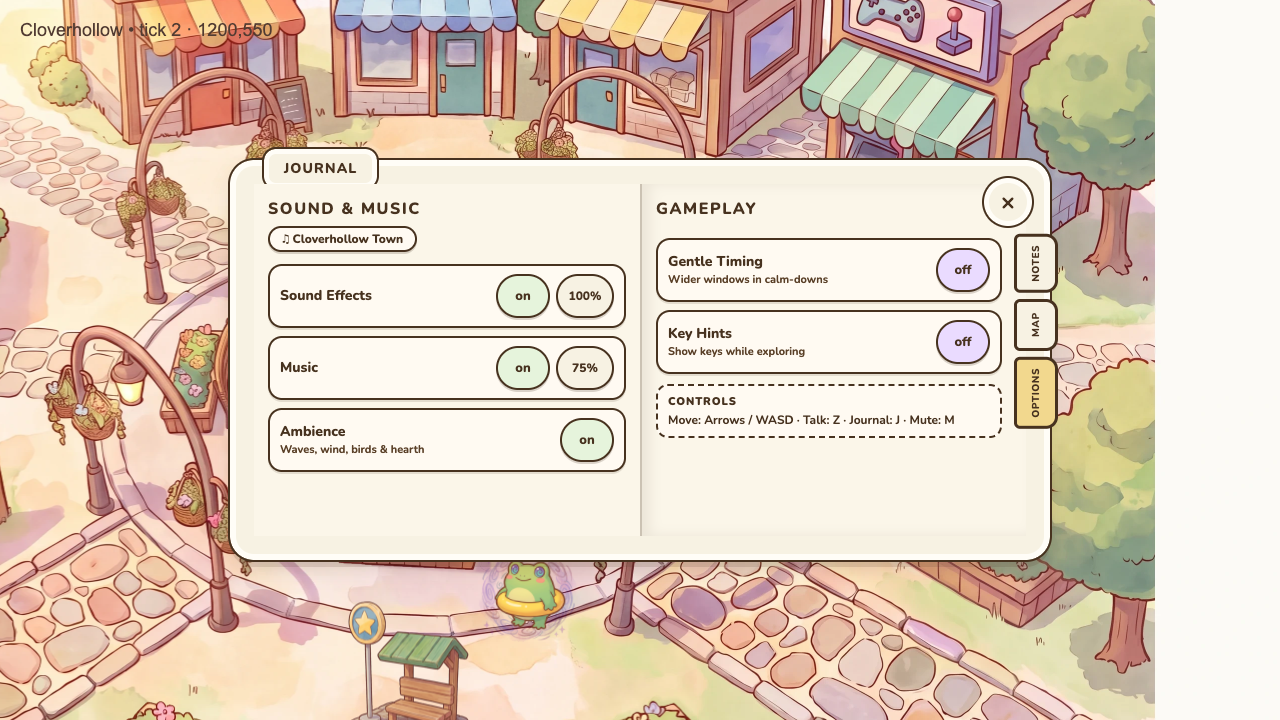 Cloverhollow • tick 2 · 1200,550
JOURNAL
SOUND & MUSIC
♫ Cloverhollow Town
Sound Effects
on
100%
Music
on
75%
Ambience
Waves, wind, birds & hearth
on
GAMEPLAY
×
Gentle Timing
Wider windows in calm-downs
off
Key Hints
Show keys while exploring
off
CONTROLS
Move: Arrows / WASD · Talk: Z · Journal: J · Mute: M
NOTES
MAP
OPTIONS